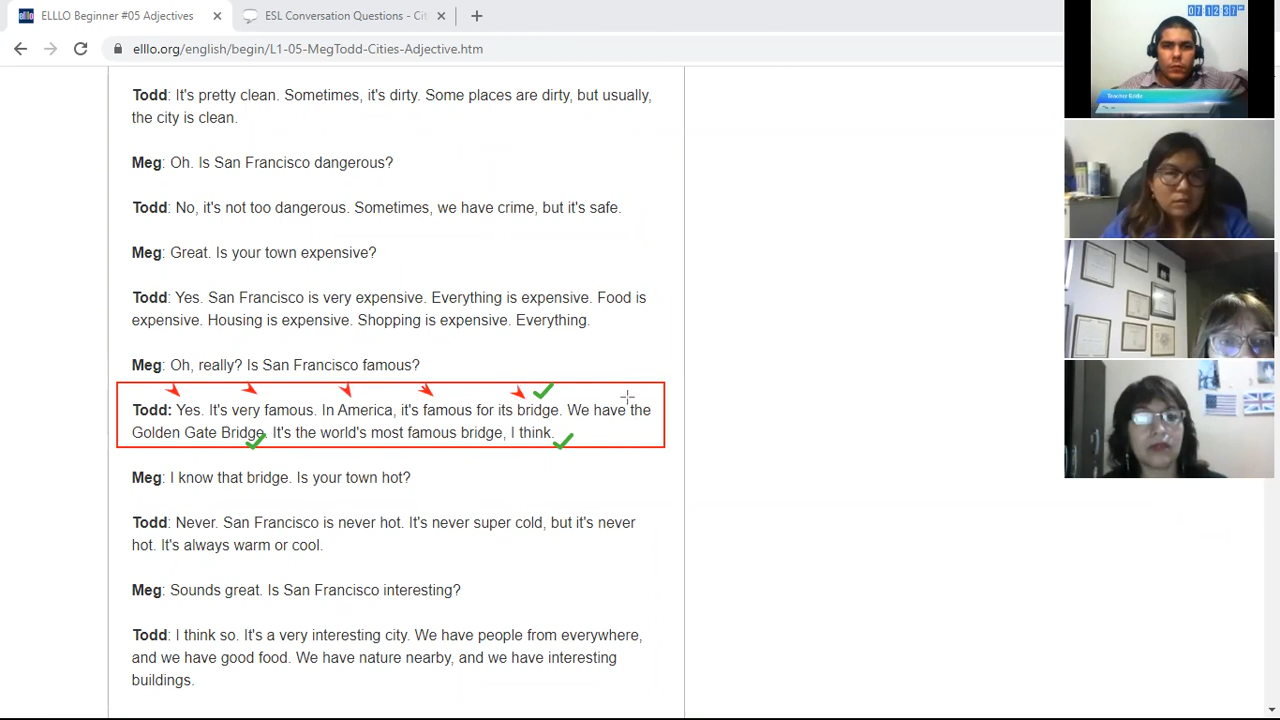 ELLLO Beginner #05 Adjectives
ESL Conversation Questions - Cit
elllo.org/english/begin/L1-05-MegTodd-Cities-Adjective.htm
Todd: It's pretty clean. Sometimes, it's dirty. Some places are dirty, but usually,
the city is clean.
Meg: Oh. Is San Francisco dangerous?
Todd: No, it's not too dangerous. Sometimes, we have crime, but it's safe.
Meg: Great. Is your town expensive?
Todd: Yes. San Francisco is very expensive. Everything is expensive. Food is
expensive. Housing is expensive. Shopping is expensive. Everything.
Meg: Oh, really? Is San Francisco famous?
Todd: Yes. It's very famous. In America, it's famous for its bridge. We have the
Golden Gate Bridge. It's the world's most famous bridge, I think.
Meg: I know that bridge. Is your town hot?
Todd: Never. San Francisco is never hot. It's never super cold, but it's never
hot. It's always warm or cool.
Meg: Sounds great. Is San Francisco interesting?
Todd: I think so. It's a very interesting city. We have people from everywhere,
and we have good food. We have nature nearby, and we have interesting
buildings.
07:12:37
Teacher